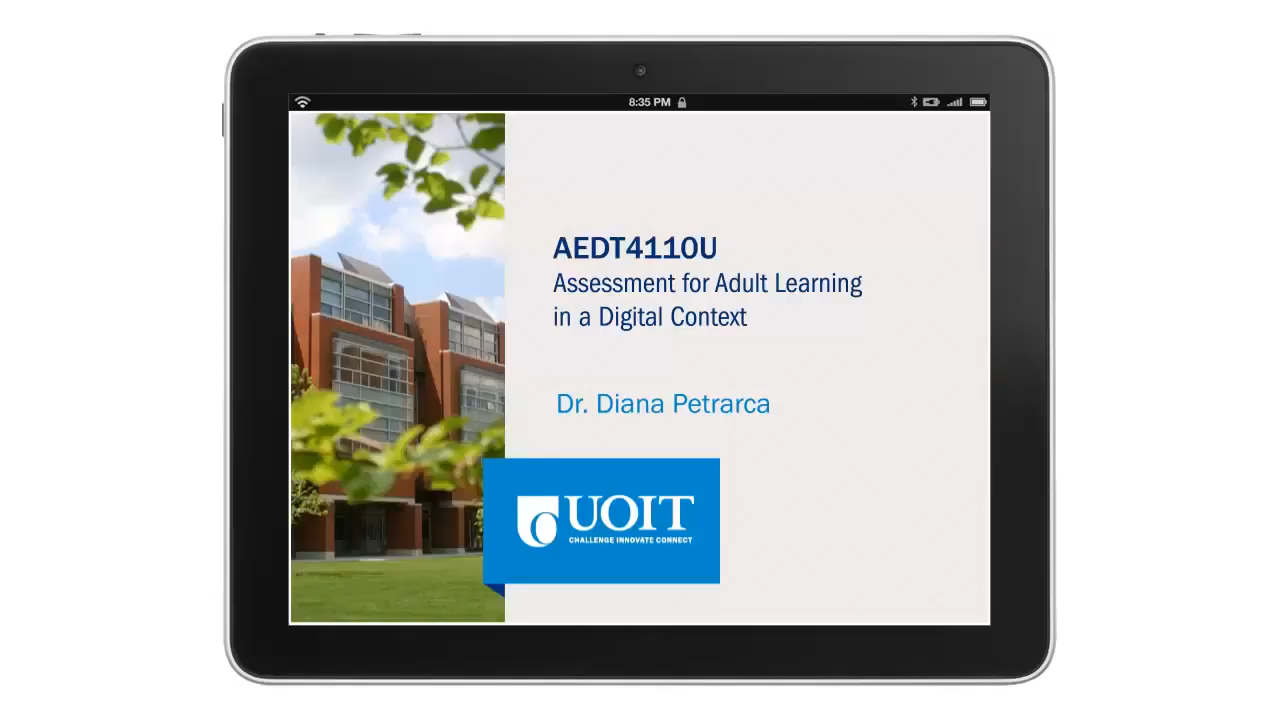 8:35 PM
AEDT4110U
Assessment for Adult Learning
in a Digital Context
Dr. Diana Petrarca
UOIT
CHALLENGE INNOVATE CONNECT